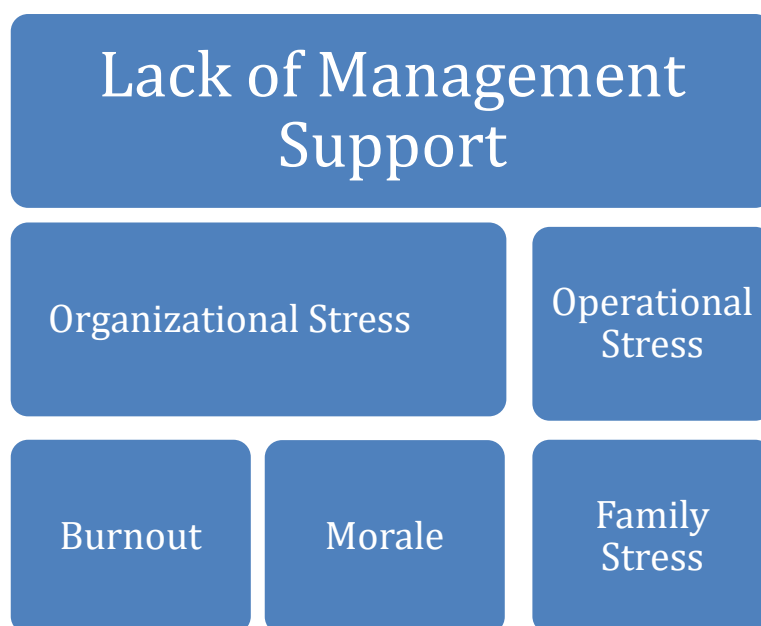 Lack of Management
Support
Organizational Stress
Operational
Stress
Burnout
Morale
Family
Stress